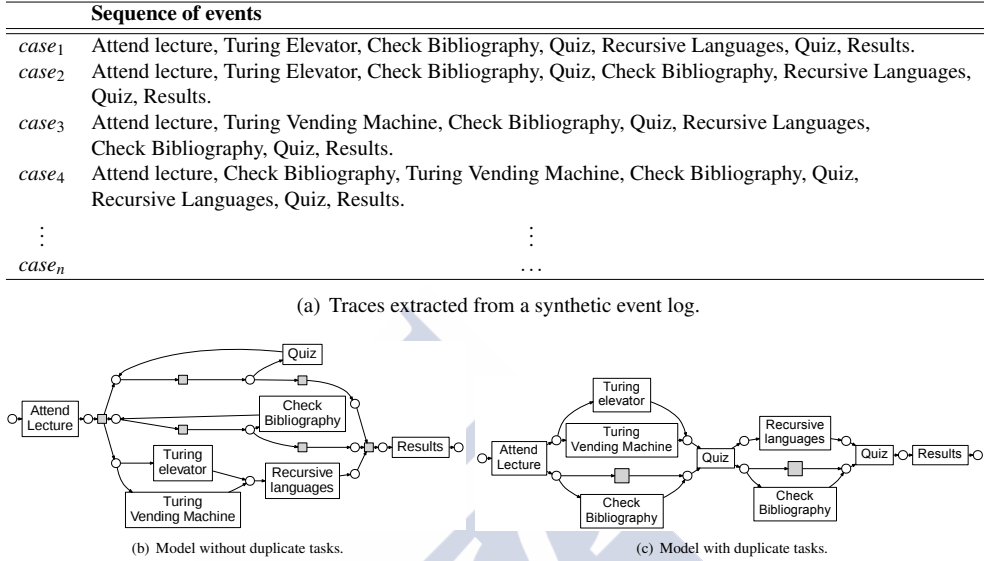 Sequence of events
case1 Attend lecture, Turing Elevator, Check Bibliography, Quiz, Recursive Languages, Quiz, Results.
case2 Attend lecture, Turing Elevator, Check Bibliography, Quiz, Check Bibliography, Recursive Languages,
Quiz, Results.
case3 Attend lecture, Turing Vending Machine, Check Bibliography, Quiz, Recursive Languages,
Check Bibliography, Quiz, Results.
case4 Attend lecture, Check Bibliography, Turing Vending Machine, Check Bibliography, Quiz,
Recursive Languages, Quiz, Results.
⋮ ⋮
casen ...
(a) Traces extracted from a synthetic event log.
Quiz
Attend
Lecture
Check
Bibliography
Turing
elevator
Recursive
languages
Turing
Vending Machine
Results
(b) Model without duplicate tasks.
Turing
elevator
Attend
Lecture
Turing
Vending Machine
Check
Bibliography
Quiz
Recursive
languages
Check
Bibliography
Quiz
Results
(c) Model with duplicate tasks.